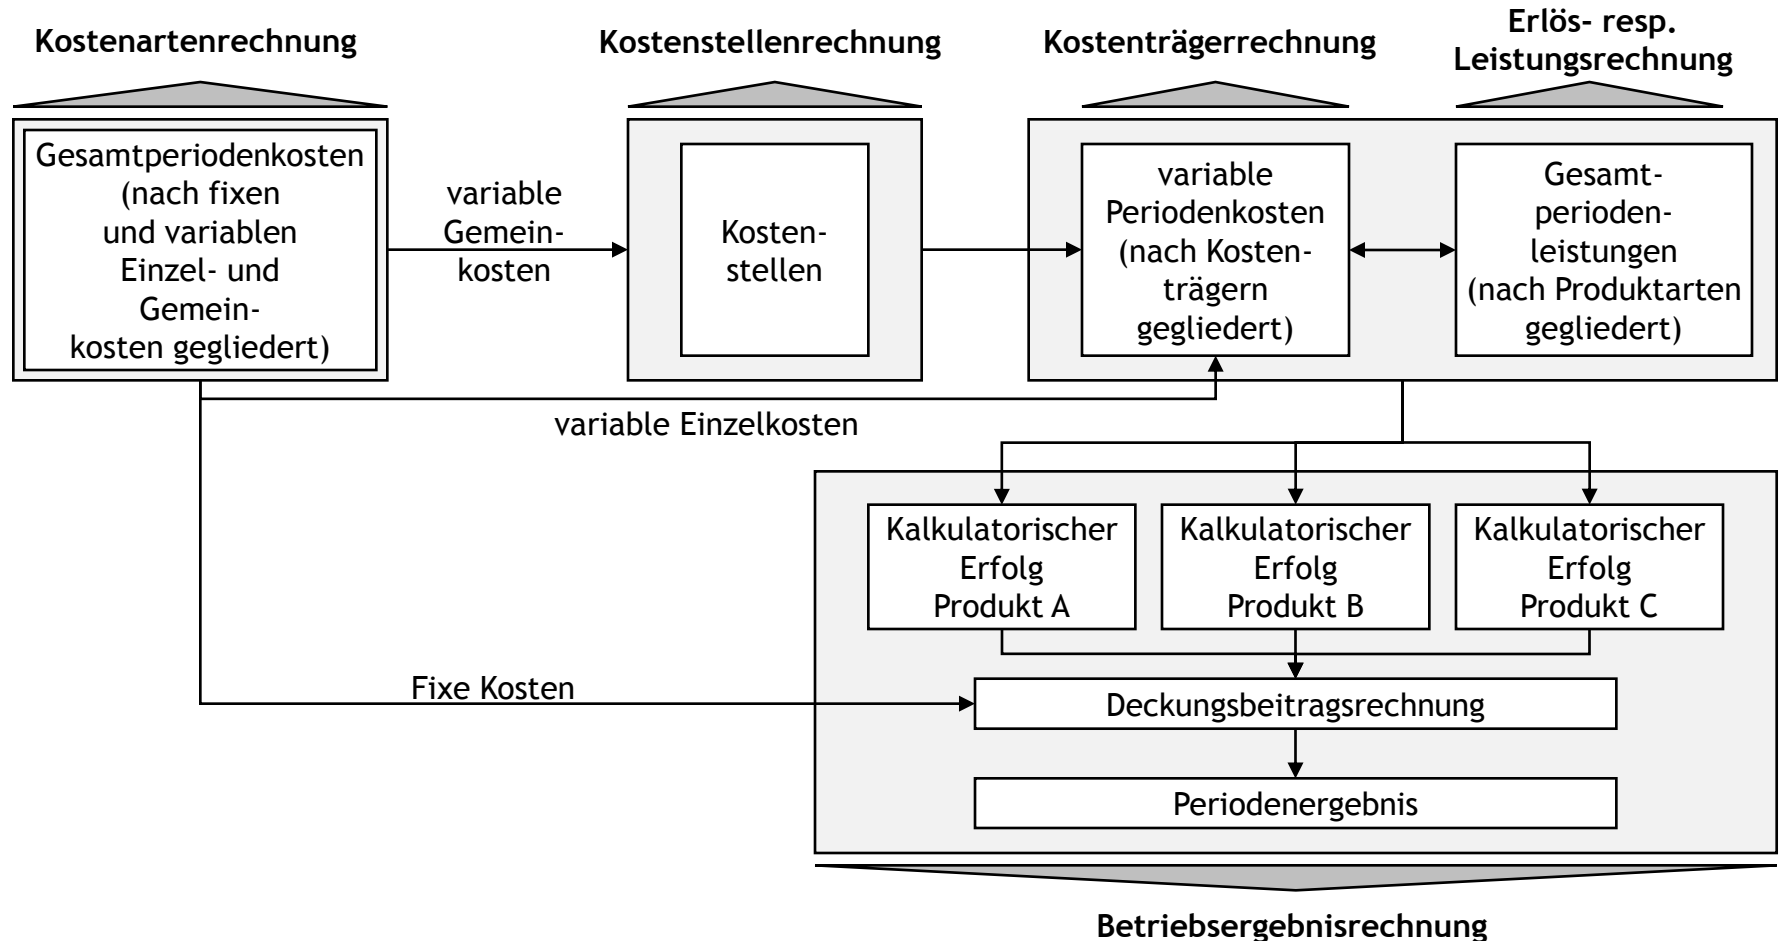 Kostenartenrechnung
Kostenstellenrechnung
Kostenträgerrechnung
Erlös- resp.
Leistungsrechnung
Gesamtperiodenkosten
(nach fixen
und variablen
Einzel- und
Gemein-
kosten gegliedert)
variable
Gemein-
kosten
Kosten-
stellen
variable
Periodenkosten
(nach Kosten-
trägern
gegliedert)
Gesamt-
perioden-
leistungen
(nach Produktarten
gegliedert)
variable Einzelkosten
Kalkulatorischer
Erfolg
Produkt A
Kalkulatorischer
Erfolg
Produkt B
Kalkulatorischer
Erfolg
Produkt C
Fixe Kosten
Deckungsbeitragsrechnung
Periodenergebnis
Betriebsergebnisrechnung